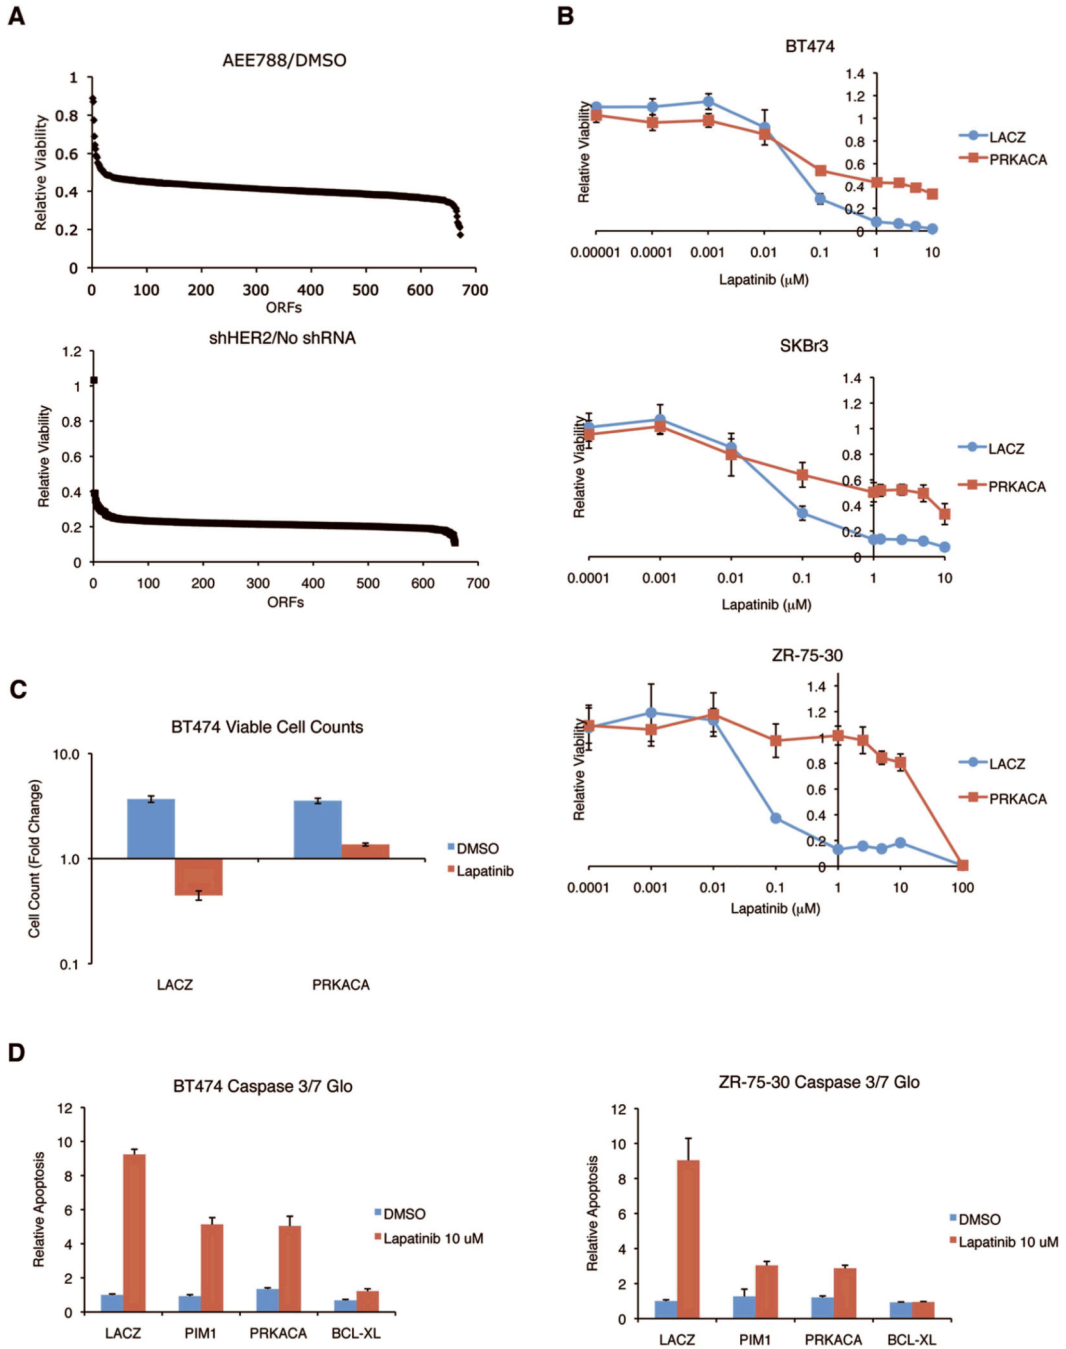 A
AEE788/DMSO
1
0.8
0.6
0.4
0.2
0
Relative Viability
0 100 200 300 400 500 600 700
ORFs
shHER2/No shRNA
1.2
1
0.8
0.6
0.4
0.2
0
Relative Viability
0 100 200 300 400 500 600 700
ORFs
B
BT474
1.4
1.2
1
0.8
0.6
0.4
0.2
0
Relative Viability
LACZ
PRKACA
0.00001 0.0001 0.001 0.01 0.1 1 10
Lapatinib (μM)
SKBr3
1.4
1.2
1
0.8
0.6
0.4
0.2
0
Relative Viability
LACZ
PRKACA
0.0001 0.001 0.01 0.1 1 10
Lapatinib (μM)
ZR-75-30
1.4
1.2
1
0.8
0.6
0.4
0.2
0
Relative Viability
LACZ
PRKACA
0.0001 0.001 0.01 0.1 1 10 100
Lapatinib (μM)
C
BT474 Viable Cell Counts
10.0
1.0
0.1
Cell Count (Fold Change)
DMSO
Lapatinib
LACZ PRKACA
D
BT474 Caspase 3/7 Glo
12
10
8
6
4
2
0
Relative Apoptosis
DMSO
Lapatinib 10 uM
LACZ PIM1 PRKACA BCL-XL
ZR-75-30 Caspase 3/7 Glo
12
10
8
6
4
2
0
Relative Apoptosis
DMSO
Lapatinib 10 uM
LACZ PIM1 PRKACA BCL-XL